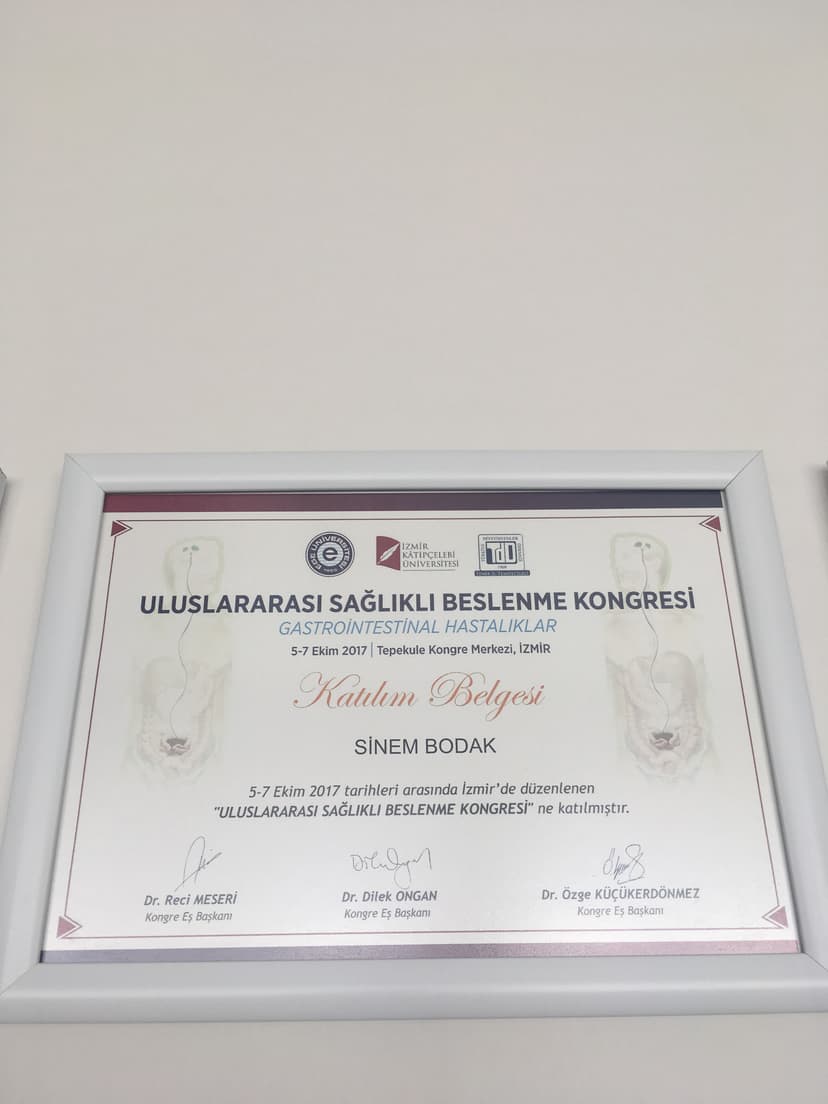 EGE ÜNİVERSİTESİ
1955
İZMİR
KÂTİPÇELEBİ
ÜNİVERSİTESİ
TDD
ULUSLARARASI SAĞLIKLI BESLENME KONGRESİ
GASTROİNTESTİNAL HASTALIKLAR
5-7 Ekim 2017 | Tepekule Kongre Merkezi, İZMİR
Katılım Belgesi
SİNEM BODAK
5-7 Ekim 2017 tarihleri arasında İzmir'de düzenlenen
"ULUSLARARASI SAĞLIKLI BESLENME KONGRESİ" ne katılmıştır.
Dr. Reci MESERİ
Kongre Eş Başkanı
Dr. Dilek ONGAN
Kongre Eş Başkanı
Dr. Özge KÜÇÜKERDÖNMEZ
Kongre Eş Başkanı